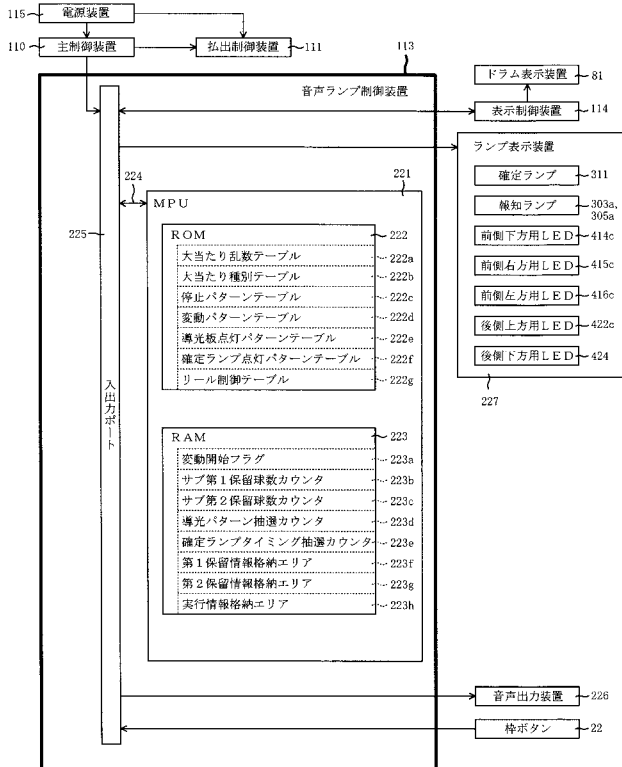 115
電源装置
110
主制御装置
払出制御装置
111
113
音声ランプ制御装置
ドラム表示装置
81
表示制御装置
114
ランプ表示装置
確定ランプ
311
報知ランプ
303a,
305a
前側下方用LED
414c
前側右方用LED
415c
前側左方用LED
416c
後側上方用LED
422c
後側下方用LED
424
227
224
225
入出力ポート
221
MPU
ROM
222
大当たり乱数テーブル
222a
大当たり種別テーブル
222b
停止パターンテーブル
222c
変動パターンテーブル
222d
導光板点灯パターンテーブル
222e
確定ランプ点灯パターンテーブル
222f
リール制御テーブル
222g
RAM
223
変動開始フラグ
223a
サブ第1保留球数カウンタ
223b
サブ第2保留球数カウンタ
223c
導光パターン抽選カウンタ
223d
確定ランプタイミング抽選カウンタ
223e
第1保留情報格納エリア
223f
第2保留情報格納エリア
223g
実行情報格納エリア
223h
音声出力装置
226
枠ボタン
22